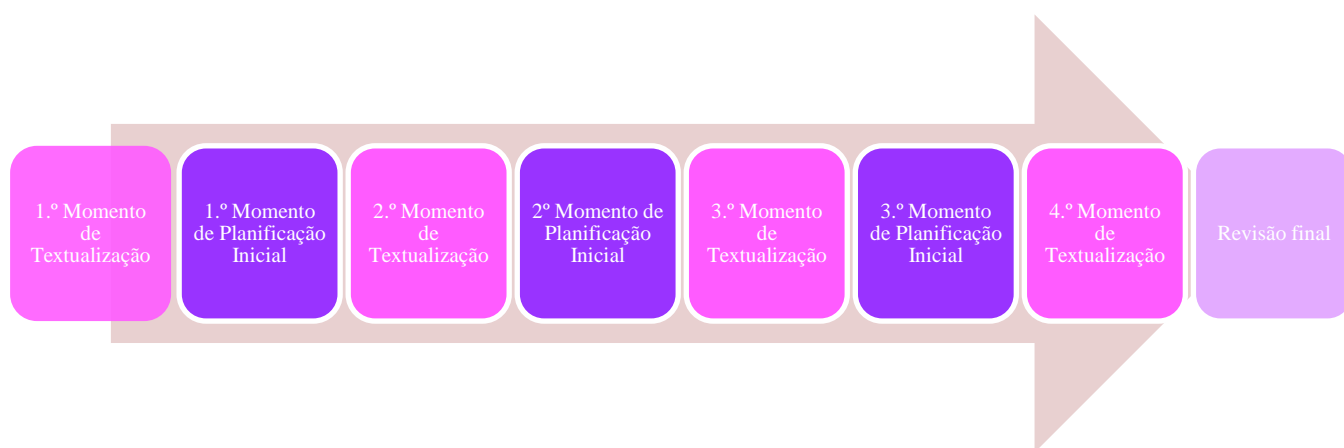 1.º Momento
de
Textualização
1.º Momento
de Planificação
Inicial
2.º Momento
de
Textualização
2º Momento de
Planificação
Inicial
3.º Momento
de
Textualização
3.º Momento
de Planificação
Inicial
4.º Momento
de
Textualização
Revisão final